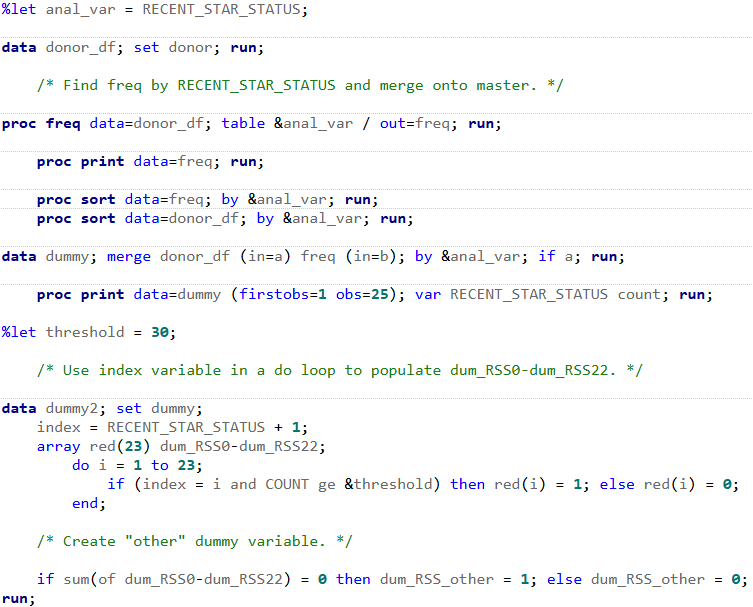 %let anal_var = RECENT_STAR_STATUS;
data donor_df; set donor; run;
/* Find freq by RECENT_STAR_STATUS and merge onto master. */
proc freq data=donor_df; table &anal_var / out=freq; run;
proc print data=freq; run;
proc sort data=freq; by &anal_var; run;
proc sort data=donor_df; by &anal_var; run;
data dummy; merge donor_df (in=a) freq (in=b); by &anal_var; if a; run;
proc print data=dummy (firstobs=1 obs=25); var RECENT_STAR_STATUS count; run;
%let threshold = 30;
/* Use index variable in a do loop to populate dum_RSS0-dum_RSS22. */
data dummy2; set dummy;
index = RECENT_STAR_STATUS + 1;
array red(23) dum_RSS0-dum_RSS22;
do i = 1 to 23;
if (index = i and COUNT ge &threshold) then red(i) = 1; else red(i) = 0;
end;
/* Create "other" dummy variable. */
if sum(of dum_RSS0-dum_RSS22) = 0 then dum_RSS_other = 1; else dum_RSS_other = 0;
run;